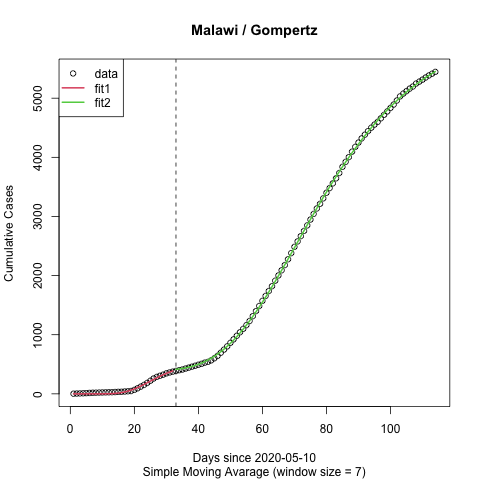 Malawi / Gompertz
data
fit1
fit2
Cumulative Cases
0
1000
2000
3000
4000
5000
0
20
40
60
80
100
Days since 2020-05-10
Simple Moving Avarage (window size = 7)